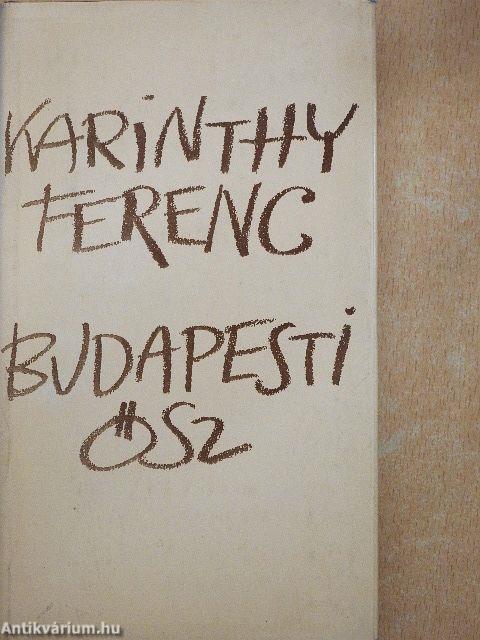 KARINTHY
FERENC
BUDAPESTI
ŐSZ
Antikvárium.hu